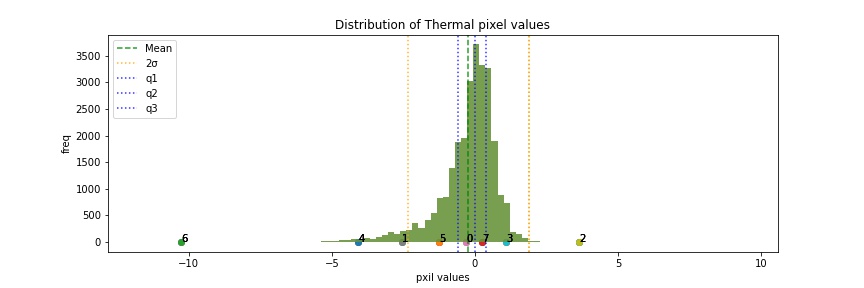 Distribution of Thermal pixel values
Mean
2σ
q1
q2
q3
freq
3500
3000
2500
2000
1500
1000
500
0
6 4 1 5 0 7 3 2
−10 −5 0 5 10
pxil values